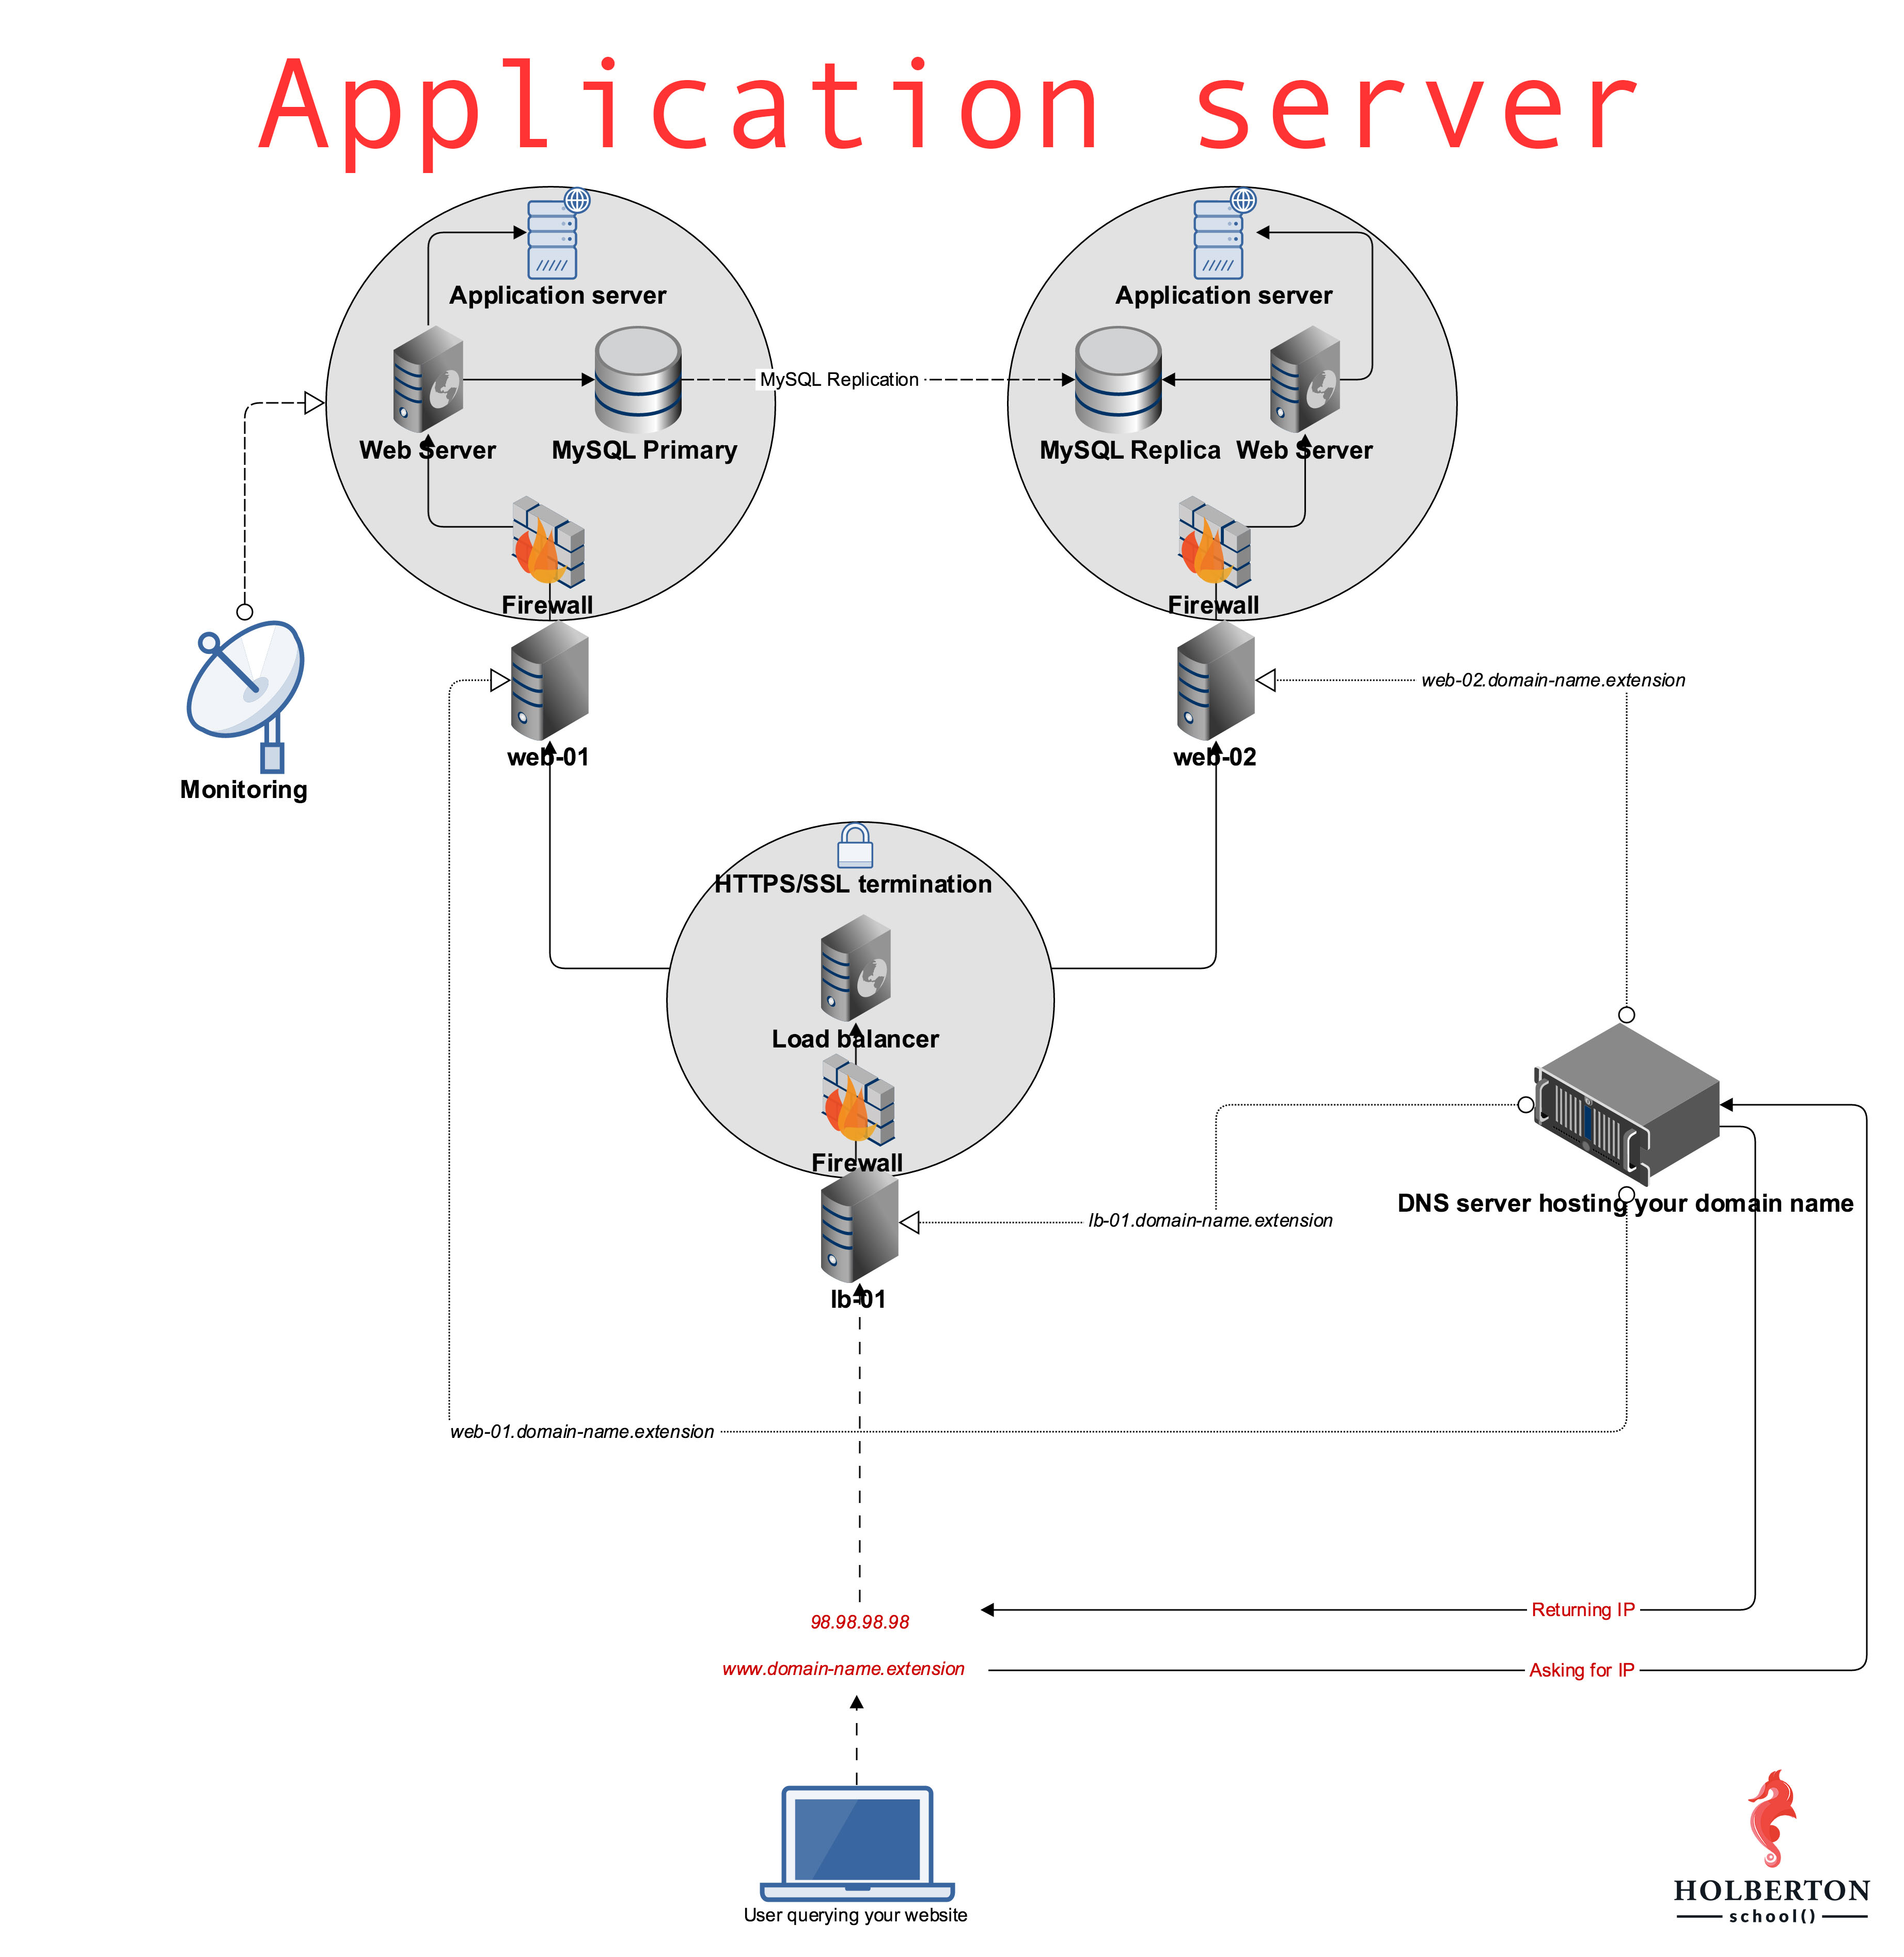 Application server
Application server
Application server
Web Server
MySQL Primary
MySQL Replication
MySQL Replica
Web Server
Firewall
Firewall
web-02.domain-name.extension
web-01
web-02
Monitoring
HTTPS/SSL termination
Load balancer
Firewall
DNS server hosting your domain name
lb-01.domain-name.extension
lb-01
web-01.domain-name.extension
98.98.98.98
Returning IP
www.domain-name.extension
Asking for IP
User querying your website
HOLBERTON
school()